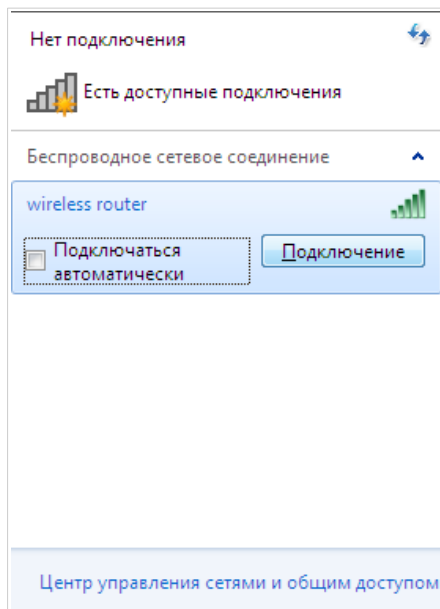 Нет подключения
Есть доступные подключения
Беспроводное сетевое соединение
wireless router
Подключаться
автоматически
Подключение
Центр управления сетями и общим доступом